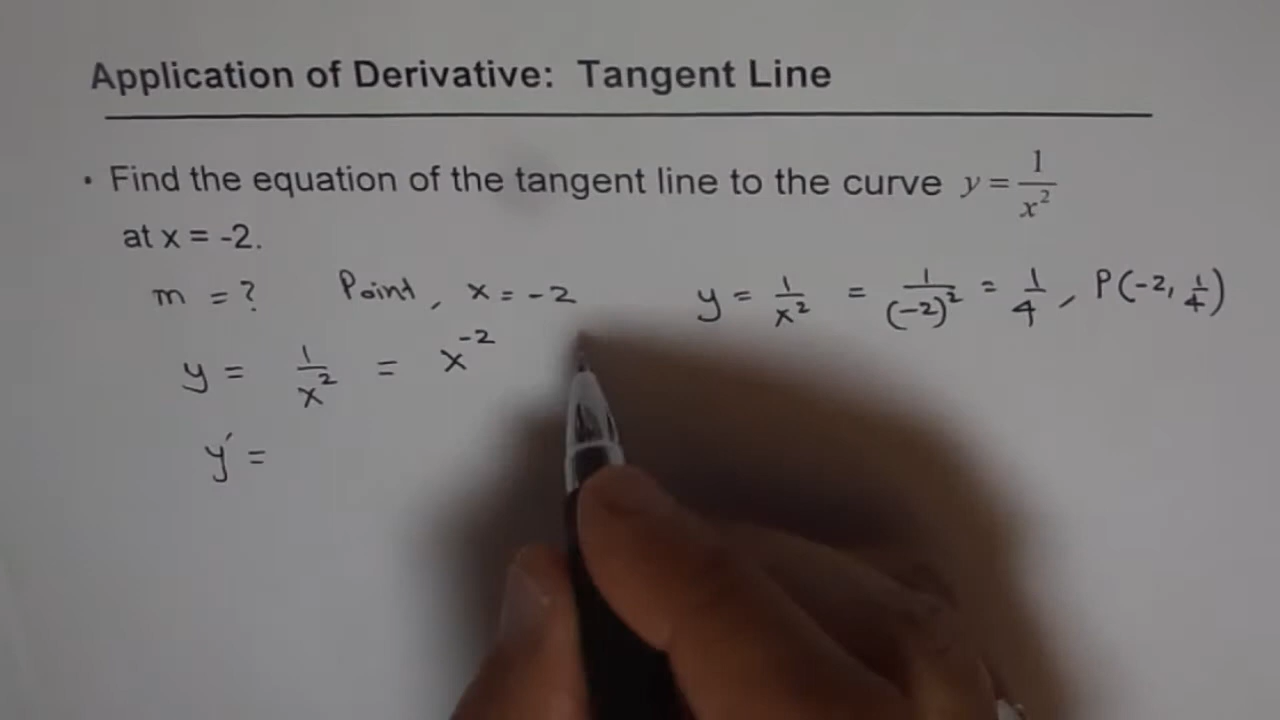 Application of Derivative: Tangent Line
· Find the equation of the tangent line to the curve y = 1/x²
at x = -2.
m = ? Point, x = -2 y = 1/x² = 1/(-2)² = 1/4, P(-2, 1/4)
y = 1/x² = x⁻²
y' =